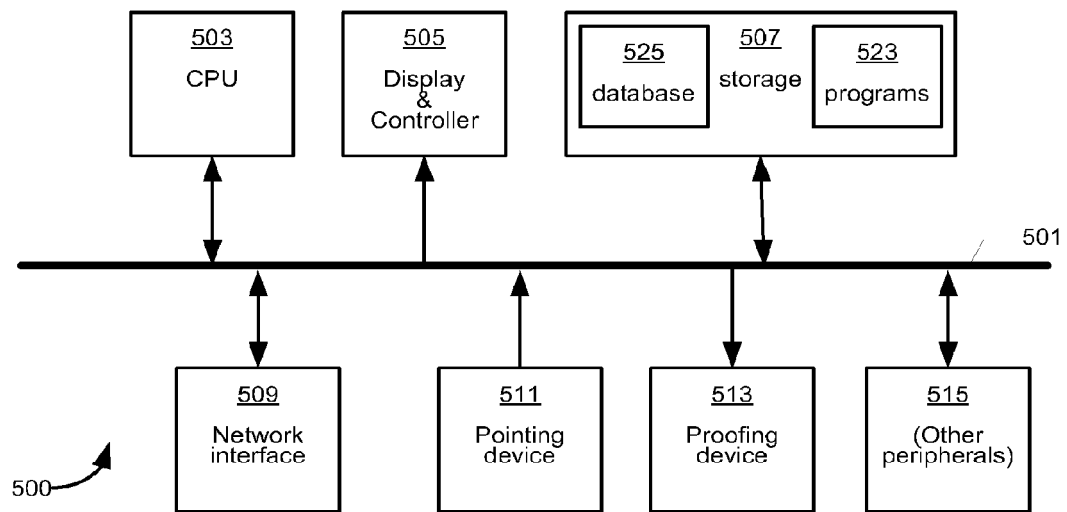 503
CPU
505
Display
&
Controller
525
database
507
storage
523
programs
501
509
Network
interface
511
Pointing
device
513
Proofing
device
515
(Other
peripherals)
500